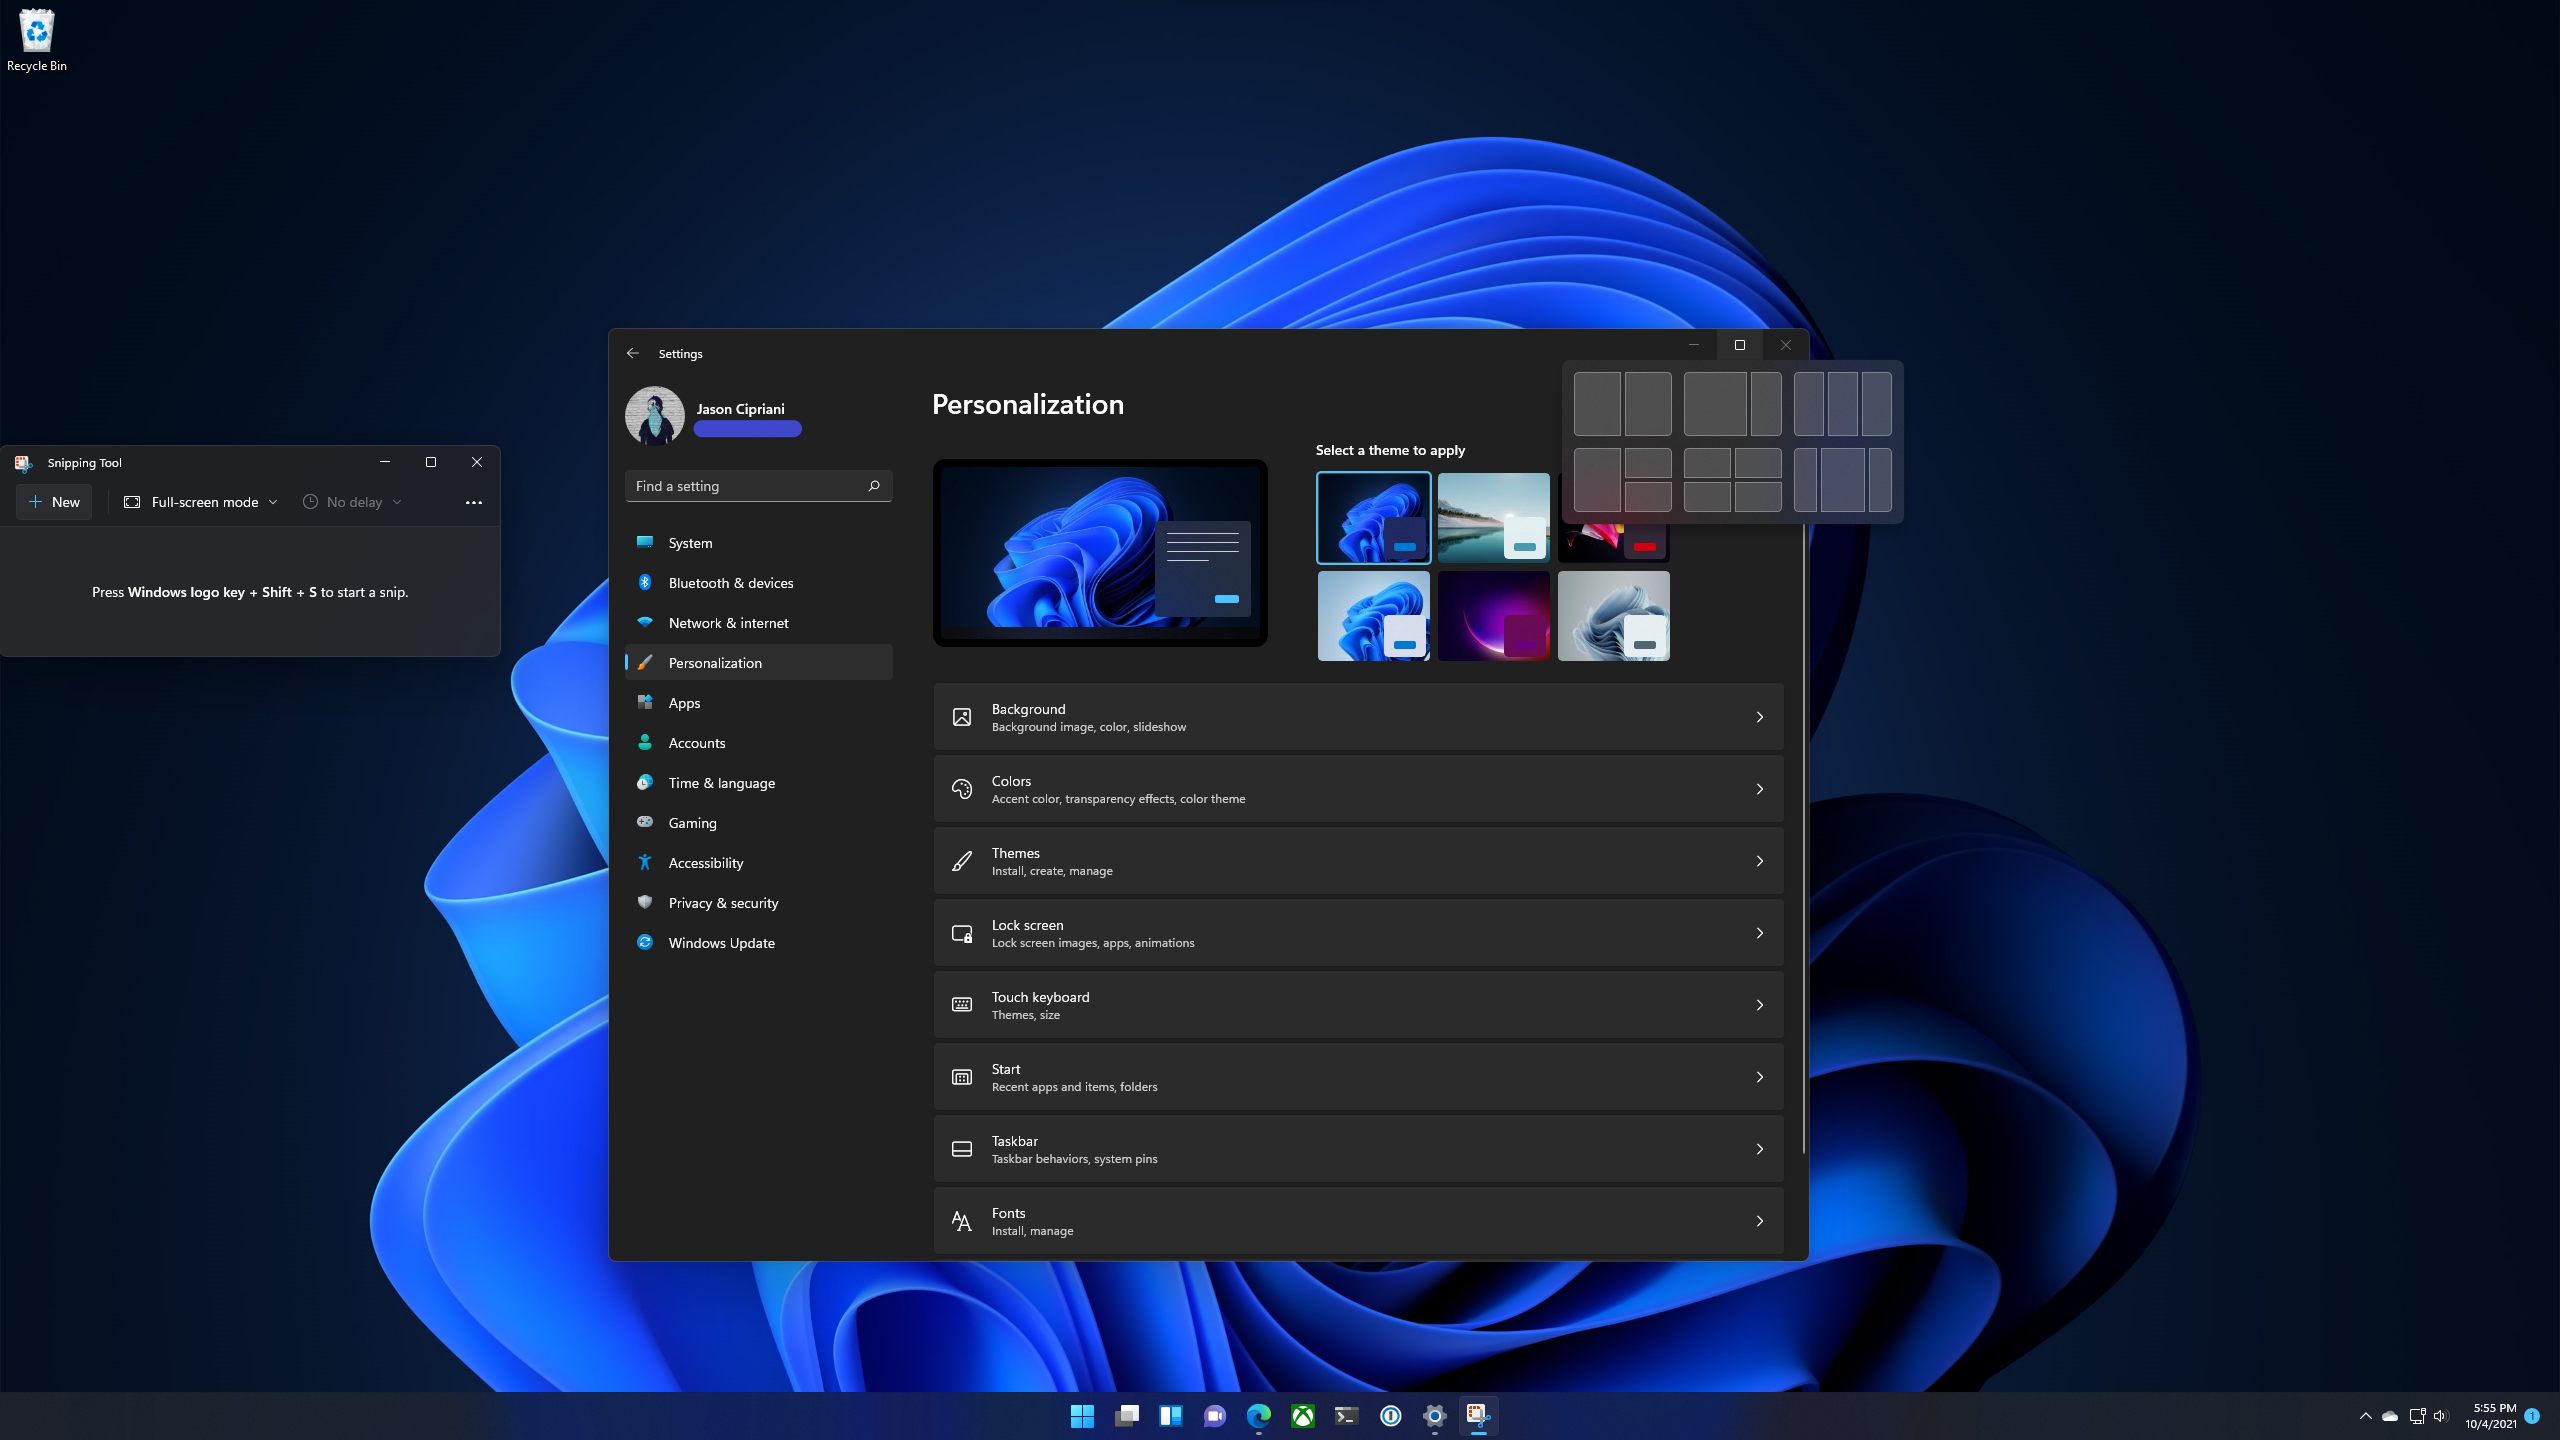 Recycle Bin
Snipping Tool
New
Full-screen mode
No delay
Press Windows logo key + Shift + S to start a snip.
Settings
Jason Cipriani
Find a setting
System
Bluetooth & devices
Network & internet
Personalization
Apps
Accounts
Time & language
Gaming
Accessibility
Privacy & security
Windows Update
Personalization
Select a theme to apply
Background
Background image, color, slideshow
Colors
Accent color, transparency effects, color theme
Themes
Install, create, manage
Lock screen
Lock screen images, apps, animations
Touch keyboard
Themes, size
Start
Recent apps and items, folders
Taskbar
Taskbar behaviors, system pins
Fonts
Install, manage
5:55 PM
10/4/2021
1